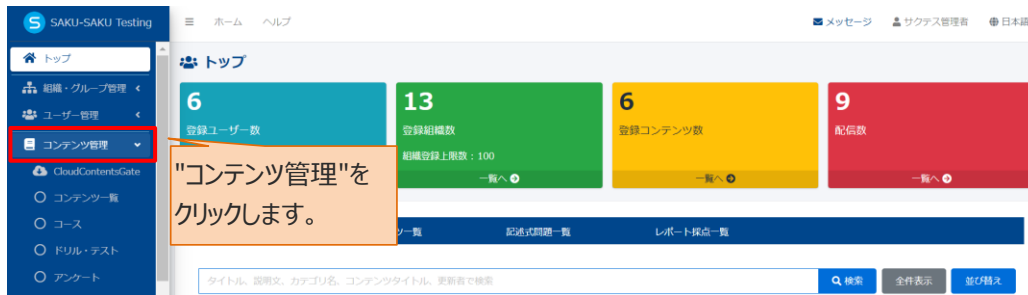 SAKU-SAKU Testing
ホーム ヘルプ
メッセージ サクテス管理者 日本語
トップ
トップ
組織・グループ管理
ユーザー管理
コンテンツ管理
CloudContentsGate
コンテンツ一覧
コース
ドリル・テスト
アンケート
6
登録ユーザー数
13
登録組織数
組織登録上限数：100
一覧へ
6
登録コンテンツ数
一覧へ
9
配信数
一覧へ
"コンテンツ管理"を
クリックします。
ツ一覧 記述式問題一覧 レポート採点一覧
タイトル、説明文、カテゴリ名、コンテンツタイトル、更新者で検索
検索 全件表示 並び替え